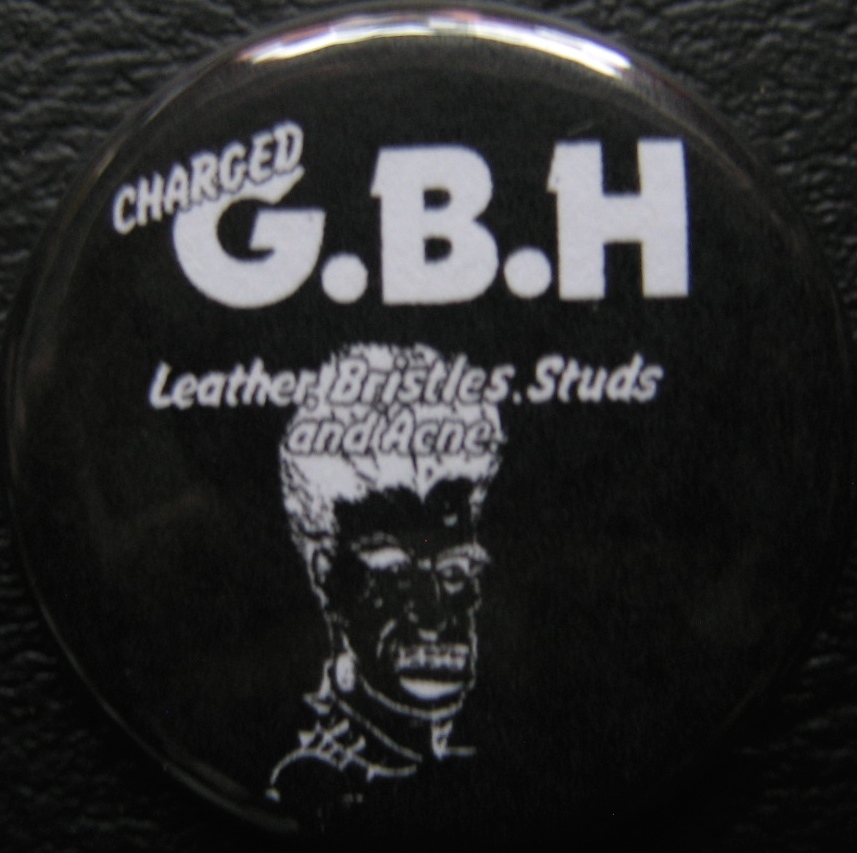 CHARGED
G.B.H
Leather, Bristles, Studs
and Acne.